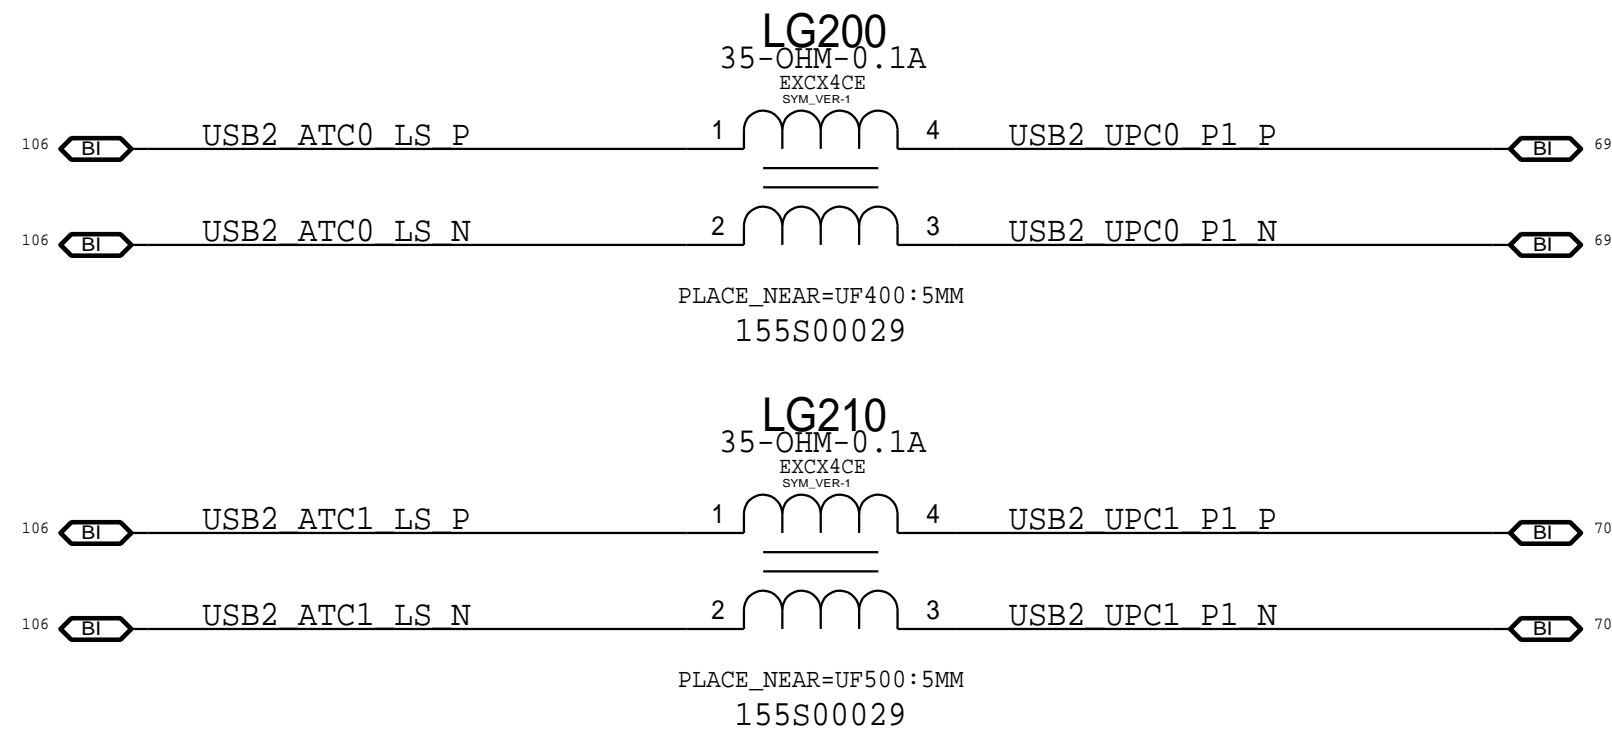 LG200
35-OHM-0.1A
EXCX4CE
SYM_VER-1
106 BI USB2_ATC0_LS_P 1 4 USB2_UPC0_P1_P BI 69
106 BI USB2_ATC0_LS_N 2 3 USB2_UPC0_P1_N BI 69
PLACE_NEAR=UF400:5MM
155S00029
LG210
35-OHM-0.1A
EXCX4CE
SYM_VER-1
106 BI USB2_ATC1_LS_P 1 4 USB2_UPC1_P1_P BI 70
106 BI USB2_ATC1_LS_N 2 3 USB2_UPC1_P1_N BI 70
PLACE_NEAR=UF500:5MM
155S00029